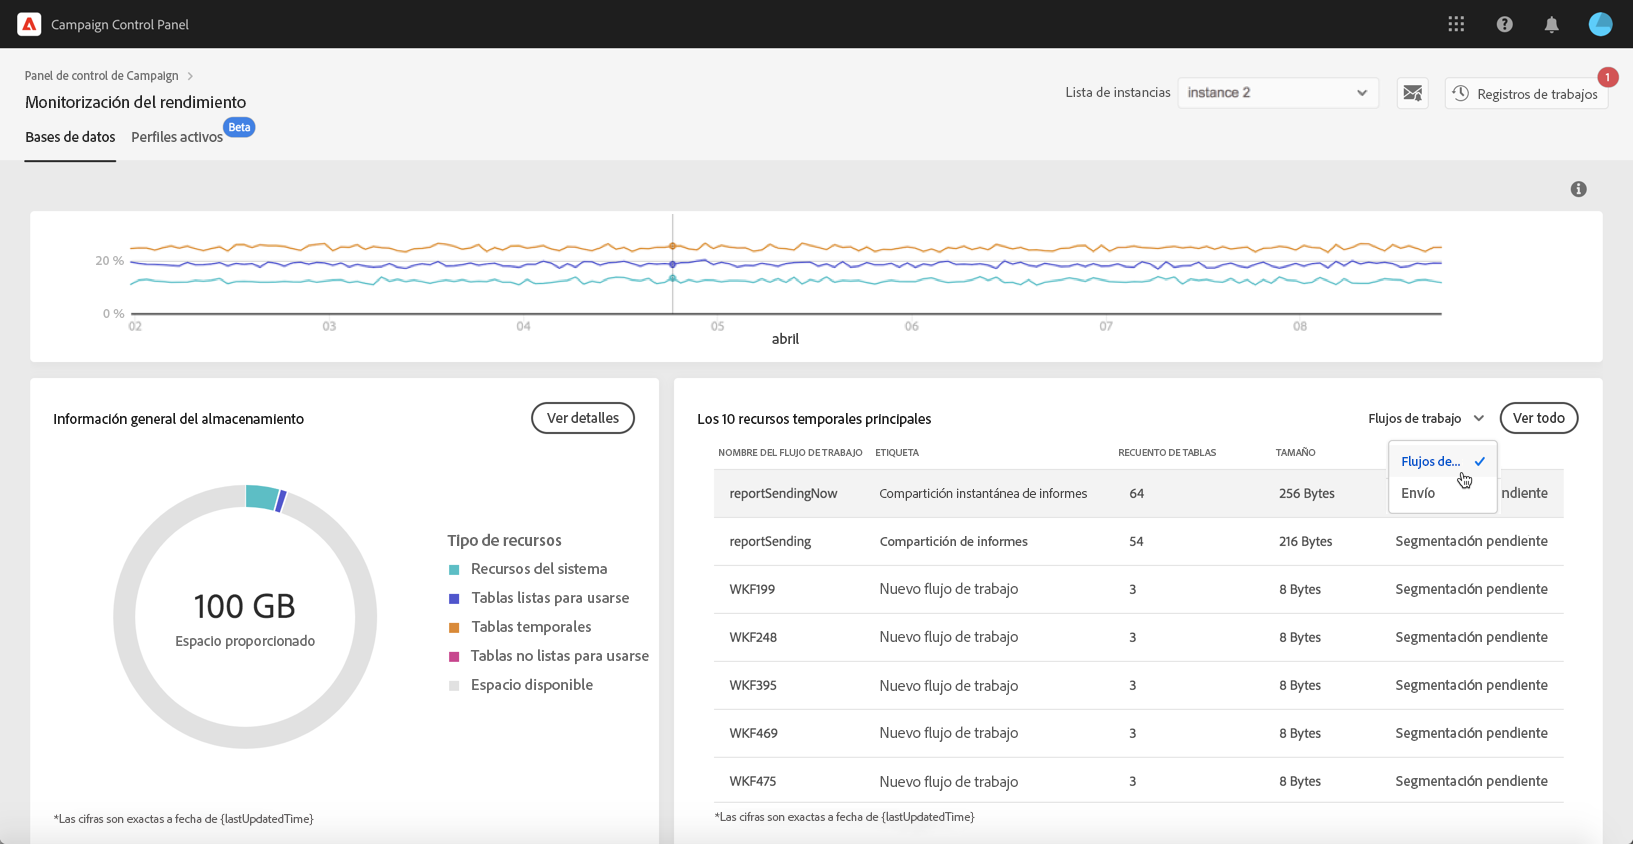 Campaign Control Panel
Panel de control de Campaign
Monitorización del rendimiento
Lista de instancias
instance 2
Registros de trabajos
1
Bases de datos
Perfiles activos
Beta
20 %
0 %
02
03
04
05
06
07
08
abril
Información general del almacenamiento
Ver detalles
100 GB
Espacio proporcionado
Tipo de recursos
Recursos del sistema
Tablas listas para usarse
Tablas temporales
Tablas no listas para usarse
Espacio disponible
*Las cifras son exactas a fecha de {lastUpdatedTime}
Los 10 recursos temporales principales
Flujos de trabajo
Ver todo
Flujos de...
Envío
NOMBRE DEL FLUJO DE TRABAJO ETIQUETA RECUENTO DE TABLAS TAMAÑO
reportSendingNow Compartición instantánea de informes 64 256 Bytes ndiente
reportSending Compartición de informes 54 216 Bytes Segmentación pendiente
WKF199 Nuevo flujo de trabajo 3 8 Bytes Segmentación pendiente
WKF248 Nuevo flujo de trabajo 3 8 Bytes Segmentación pendiente
WKF395 Nuevo flujo de trabajo 3 8 Bytes Segmentación pendiente
WKF469 Nuevo flujo de trabajo 3 8 Bytes Segmentación pendiente
WKF475 Nuevo flujo de trabajo 3 8 Bytes Segmentación pendiente
*Las cifras son exactas a fecha de {lastUpdatedTime}